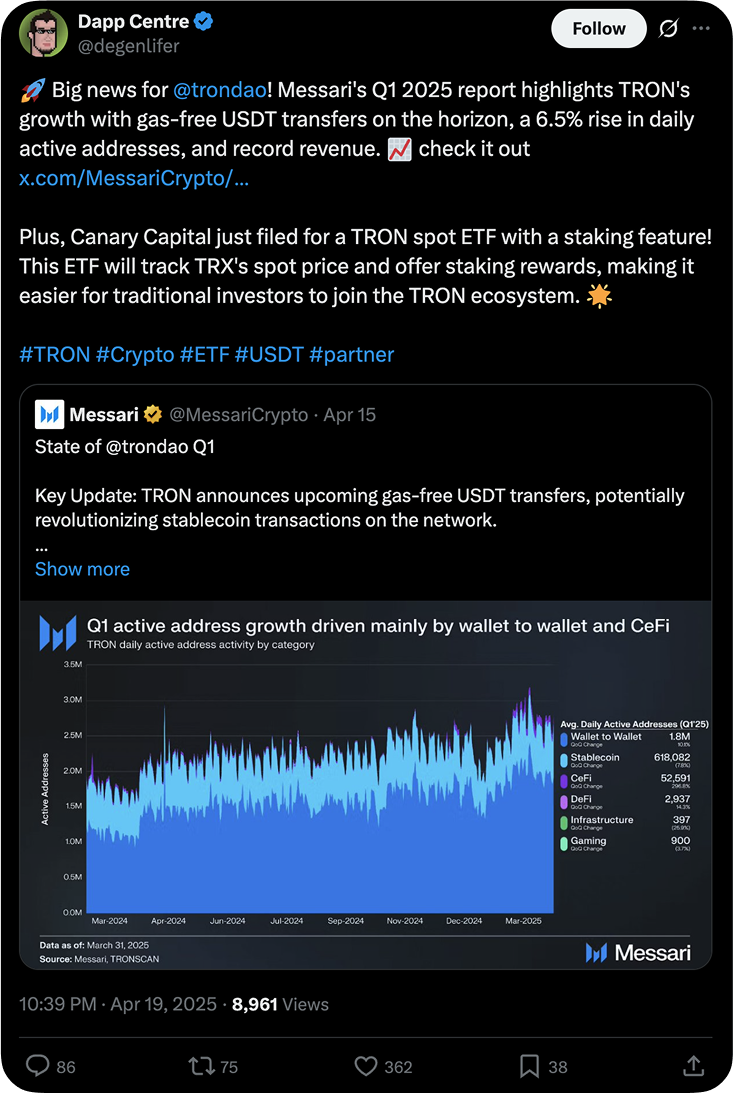 Dapp Centre
@degenlifer
Follow
🚀 Big news for @trondao! Messari's Q1 2025 report highlights TRON's
growth with gas-free USDT transfers on the horizon, a 6.5% rise in daily
active addresses, and record revenue. 📈 check it out
x.com/MessariCrypto/…
Plus, Canary Capital just filed for a TRON spot ETF with a staking feature!
This ETF will track TRX's spot price and offer staking rewards, making it
easier for traditional investors to join the TRON ecosystem. 🌟
#TRON #Crypto #ETF #USDT #partner
Messari @MessariCrypto · Apr 15
State of @trondao Q1
Key Update: TRON announces upcoming gas-free USDT transfers, potentially
revolutionizing stablecoin transactions on the network.
...
Show more
Q1 active address growth driven mainly by wallet to wallet and CeFi
TRON daily active address activity by category
Active Addresses
3.5M
3.0M
2.5M
2.0M
1.5M
1.0M
0.5M
0.0M
Mar-2024 Apr-2024 Jun-2024 Jul-2024 Sep-2024 Nov-2024 Dec-2024 Mar-2025
Avg. Daily Active Addresses (Q1'25)
Wallet to Wallet 1.8M
QoQ Change 10.8%
Stablecoin 618,082
QoQ Change (7.8%)
CeFi 52,591
QoQ Change 296.8%
DeFi 2,937
QoQ Change 14.3%
Infrastructure 397
QoQ Change (25.9%)
Gaming 900
QoQ Change (3.7%)
Data as of: March 31, 2025
Source: Messari, TRONSCAN
Messari
10:39 PM · Apr 19, 2025 · 8,961 Views
86 75 362 38